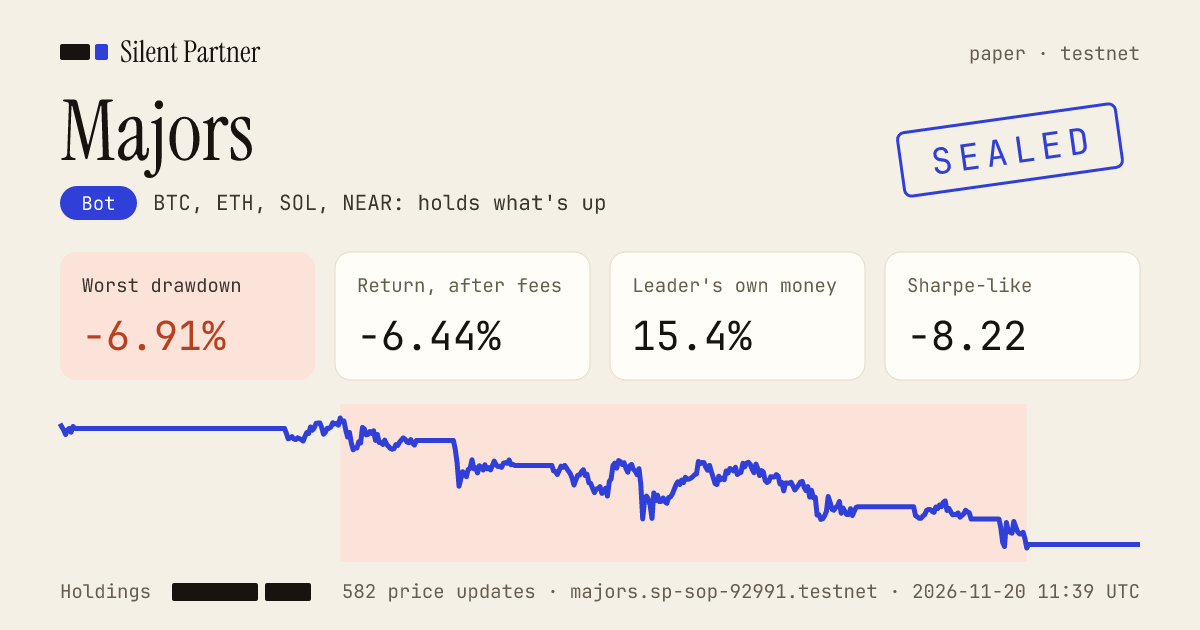 Silent Partner
paper · testnet
Majors
SEALED
Bot
BTC, ETH, SOL, NEAR: holds what's up
Worst drawdown
-6.91%
Return, after fees
-6.44%
Leader's own money
15.4%
Sharpe-like
-8.22
Holdings
582 price updates · majors.sp-sop-92991.testnet · 2026-11-20 11:39 UTC